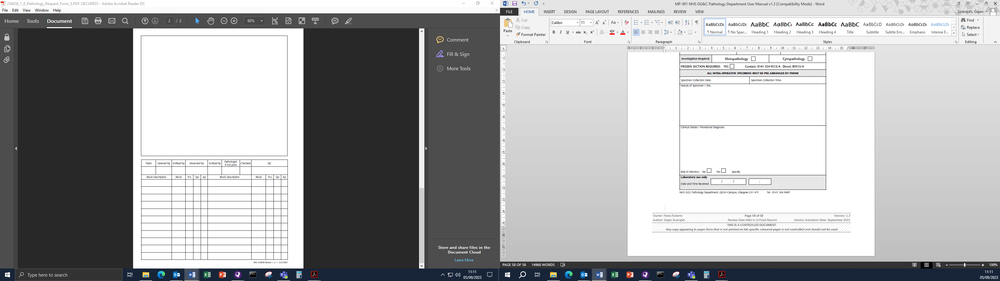 256838_1_0_Pathology_Request_Form_S.PDF (SECURED) - Adobe Acrobat Reader DC
File Edit View Window Help
Home Tools Document 2 / 2 60%
Comment
Fill & Sign
More Tools
Team Opened by Scribed by Dissected by Scribed by Pathologist if not pool Checked QC
Block Description Block Pcs Spl Kp Block Description Block Pcs Spl Kp
MIS 256838 Version 1_0 • GGC0097
Store and share files in the
Document Cloud
Learn More
Type here to search
11:11
05/09/2023
MP-001 NHS GG&C Pathology Department User Manual v1.3 [Compatibility Mode] - Word
FILE HOME INSERT DESIGN PAGE LAYOUT REFERENCES MAILINGS REVIEW VIEW
Sivarajah, Gajan
Paste
Cut
Copy
Format Painter
Clipboard
Calibri 11
Font
Paragraph
AaBbCcDc AaBbCcDc AaBbC AaBbCc AaBbCc AaBbCc AaBbC AaBbCcD AaBbCcDc AaBbCcDc AaBbCcDc
¶ Normal ¶ No Spac... Heading 1 Heading 2 Heading 3 Heading 4 Title Subtitle Subtle Em... Emphasis Intense E...
Styles
Find
Replace
Select
Editing
Investigation Required: Histopathology Cytopathology
FROZEN SECTION REQUIRED: YES Contact: 0141 354 9513/4. Direct: 89513/4
ALL INTRA-OPERATIVE SPECIMENS MUST BE PRE-ARRANGED BY PHONE
Specimen Collection Date: Specimen Collection Time:
Nature of Specimen / Site:
Clinical Details / Provisional Diagnosis:
Risk of Infection: No Yes Specify:
Laboratory use only
Date and Time Received: / / :
NHS GGC Pathology Department, QEUH Campus, Glasgow G51 4TF Tel: 0141 354 9487
Owner: Fiona Roberts Page 58 of 58 Version: 1.3
Author: Gajan Sivarajah Review Date Held in Q-Pulse Record Version Activation Date: September 2023
THIS IS A CONTROLLED DOCUMENT
Any copy appearing in paper form that is not printed on lab specific coloured paper is not controlled and should not be used
PAGE 58 OF 58 14968 WORDS 100%
11:11
05/09/2023